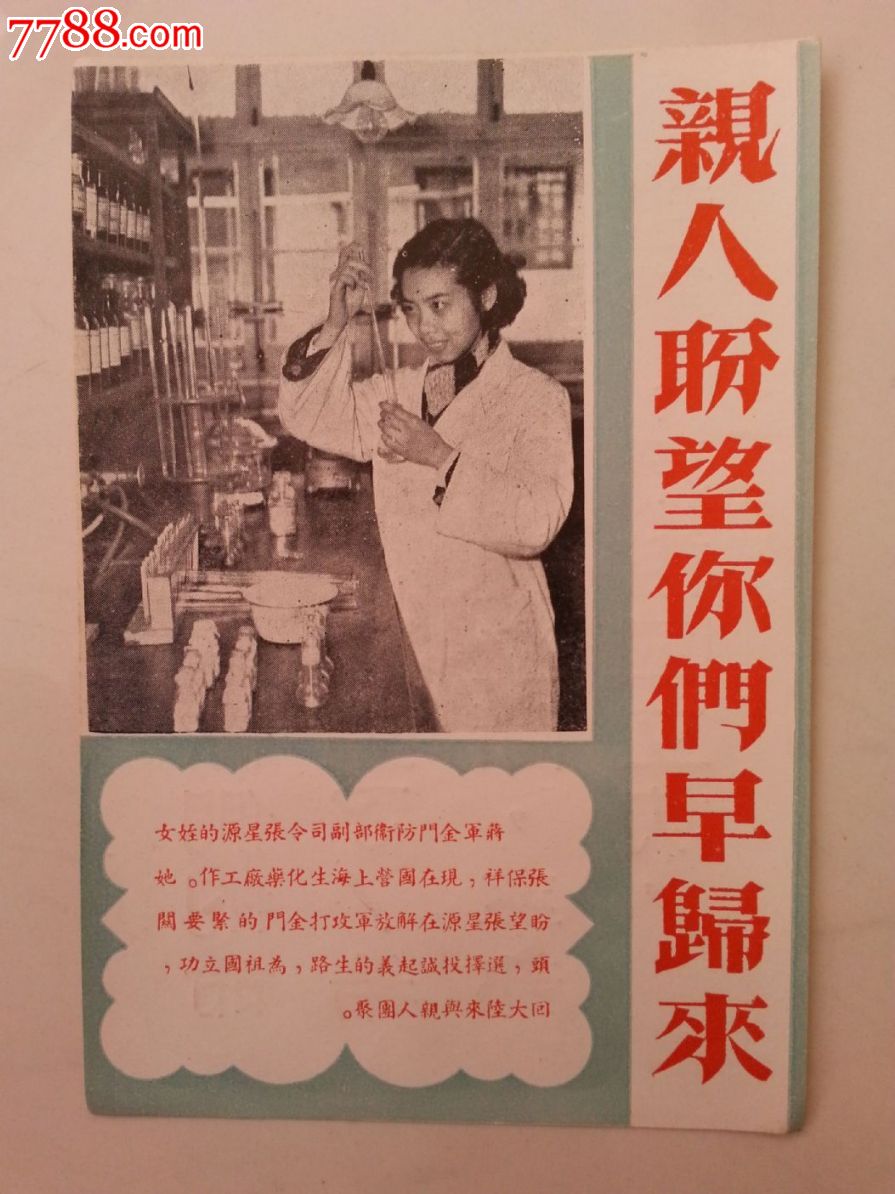 7788.com
親人盼望你們早歸來
蔣軍金門防衛部副司令張星源的姪女
張保祥，現在國營上海生化藥廠工作。她
盼望張星源在解放軍攻打金門的緊要關
頭，選擇投誠起義的生路，為祖國立功，
回大陸來與親人團聚。